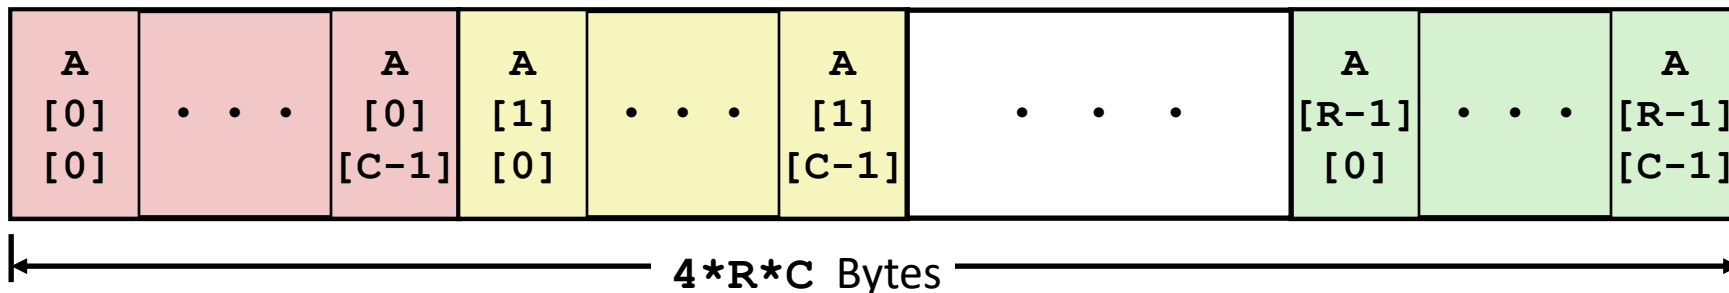 A A A A A A
[0] • • • [0] [1] • • • [1] • • • [R-1] • • • [R-1]
[0] [C-1] [0] [C-1] [0] [C-1]
4*R*C Bytes